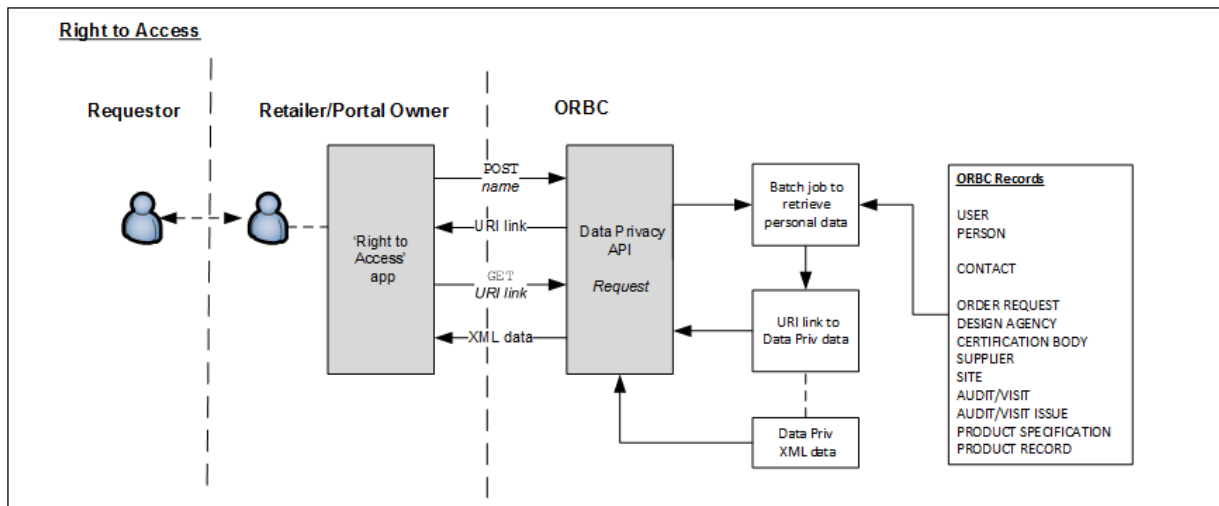 Right to Access
Requestor
Retailer/Portal Owner
ORBC
'Right to
Access'
app
POST
name
URI link
GET
URI link
XML data
Data Privacy
API
Request
Batch job to
retrieve
personal data
URI link to
Data Priv data
Data Priv
XML data
ORBC Records
USER
PERSON
CONTACT
ORDER REQUEST
DESIGN AGENCY
CERTIFICATION BODY
SUPPLIER
SITE
AUDIT/VISIT
AUDIT/VISIT ISSUE
PRODUCT SPECIFICATION
PRODUCT RECORD